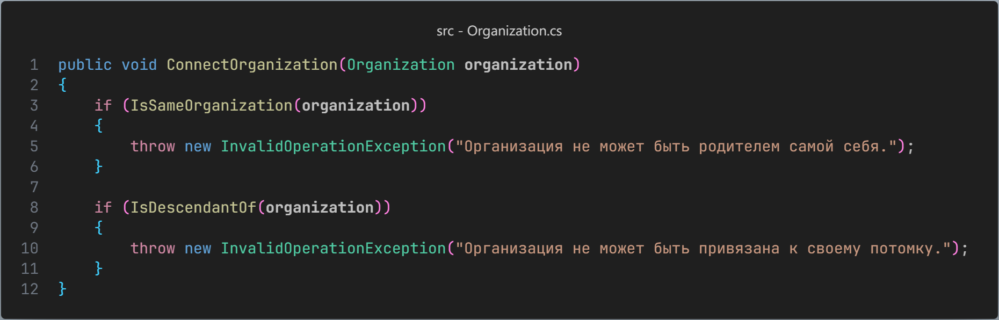 src - Organization.cs
1 public void ConnectOrganization(Organization organization)
2 {
3     if (IsSameOrganization(organization))
4     {
5         throw new InvalidOperationException("Организация не может быть родителем самой себя.");
6     }
7
8     if (IsDescendantOf(organization))
9     {
10         throw new InvalidOperationException("Организация не может быть привязана к своему потомку.");
11     }
12 }